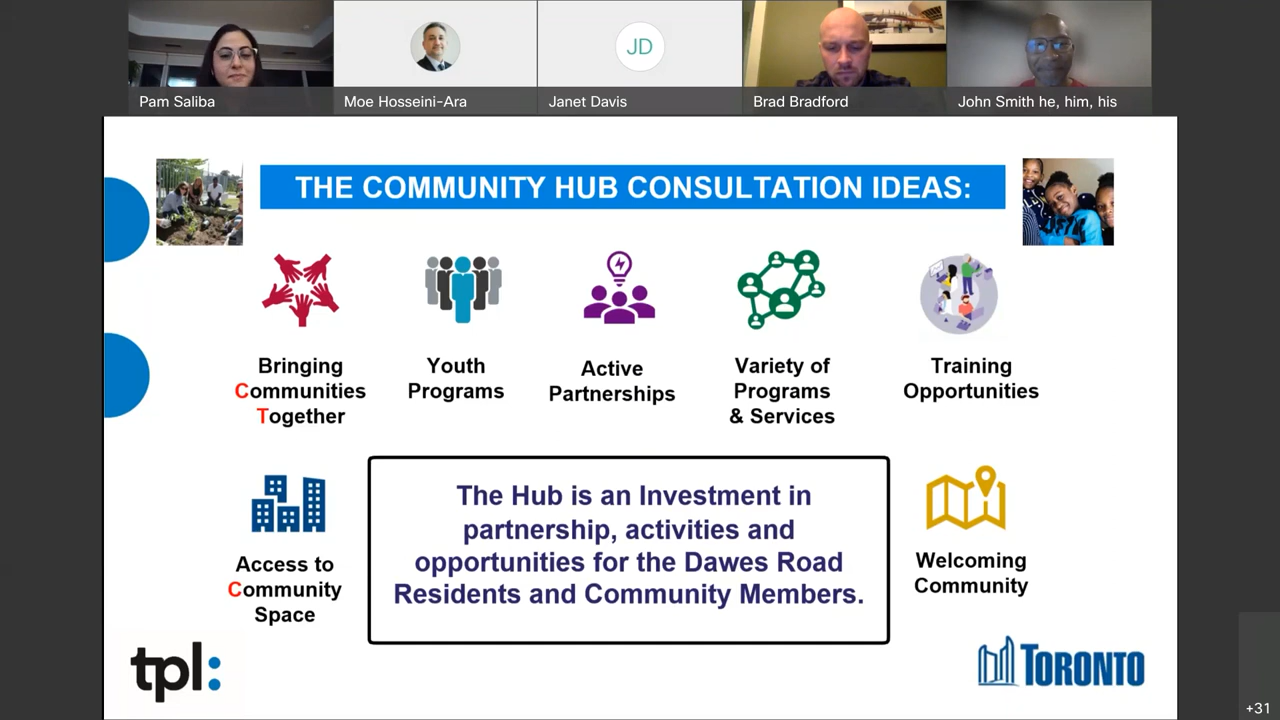 JD
Pam Saliba
Moe Hosseini-Ara
Janet Davis
Brad Bradford
John Smith he, him, his
THE COMMUNITY HUB CONSULTATION IDEAS:
Bringing
Communities
Together
Youth
Programs
Active
Partnerships
Variety of
Programs
& Services
Training
Opportunities
Access to
Community
Space
The Hub is an Investment in
partnership, activities and
opportunities for the Dawes Road
Residents and Community Members.
Welcoming
Community
tpl:
TORONTO
+31